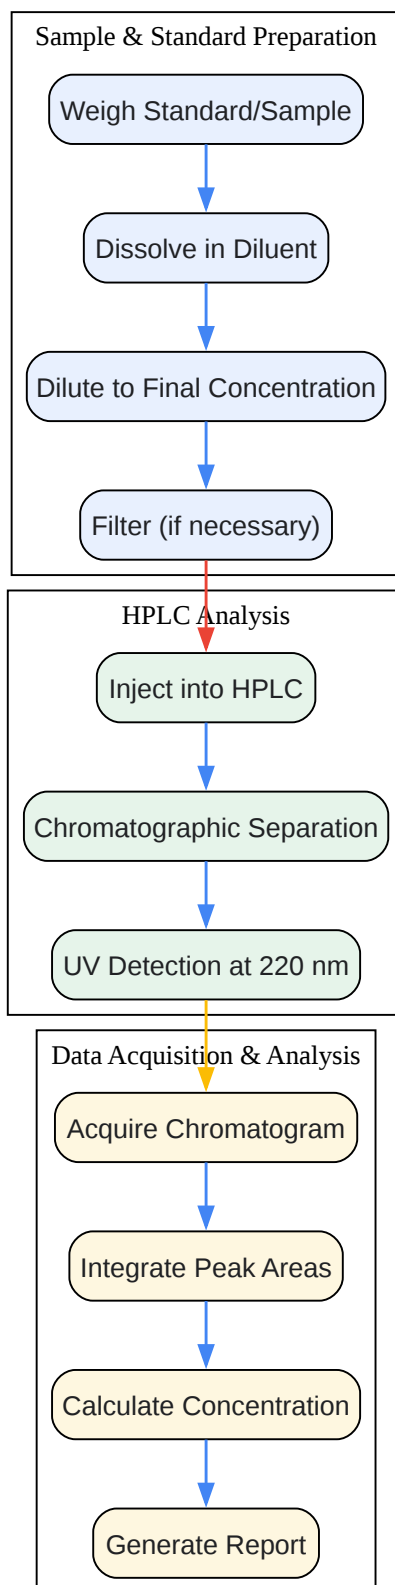 Sample & Standard Preparation
Weigh Standard/Sample
Dissolve in Diluent
Dilute to Final Concentration
Filter (if necessary)
HPLC Analysis
Inject into HPLC
Chromatographic Separation
UV Detection at 220 nm
Data Acquisition & Analysis
Acquire Chromatogram
Integrate Peak Areas
Calculate Concentration
Generate Report